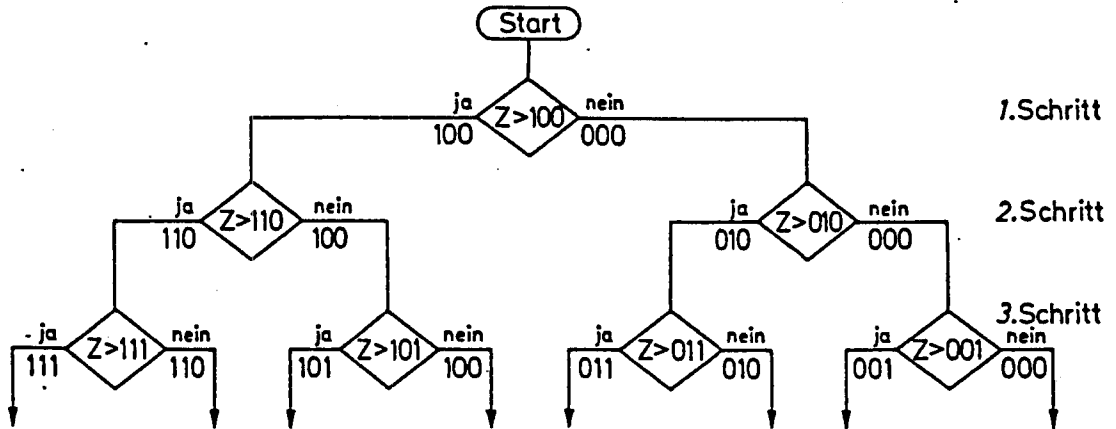 Start
ja Z>100 nein 1.Schritt
100 000
ja Z>110 nein ja Z>010 nein 2.Schritt
110 100 010 000
3.Schritt
ja Z>111 nein ja Z>101 nein ja Z>011 nein ja Z>001 nein
111 110 101 100 011 010 001 000